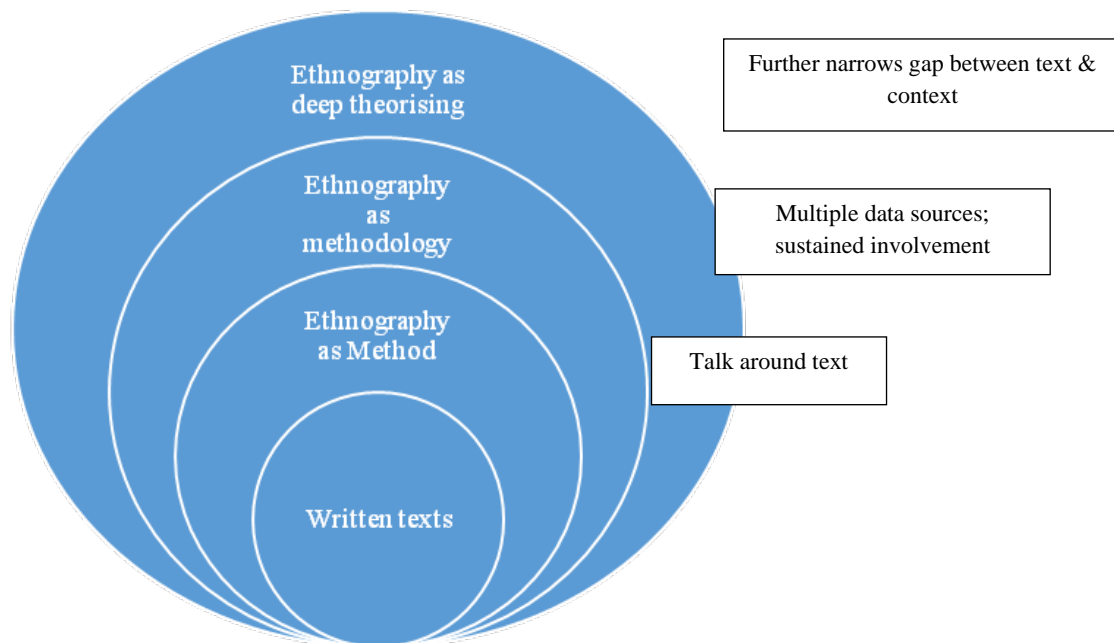 Ethnography as
deep theorising
Further narrows gap between text &
context
Ethnography
as
methodology
Multiple data sources;
sustained involvement
Ethnography
as Method
Talk around text
Written texts